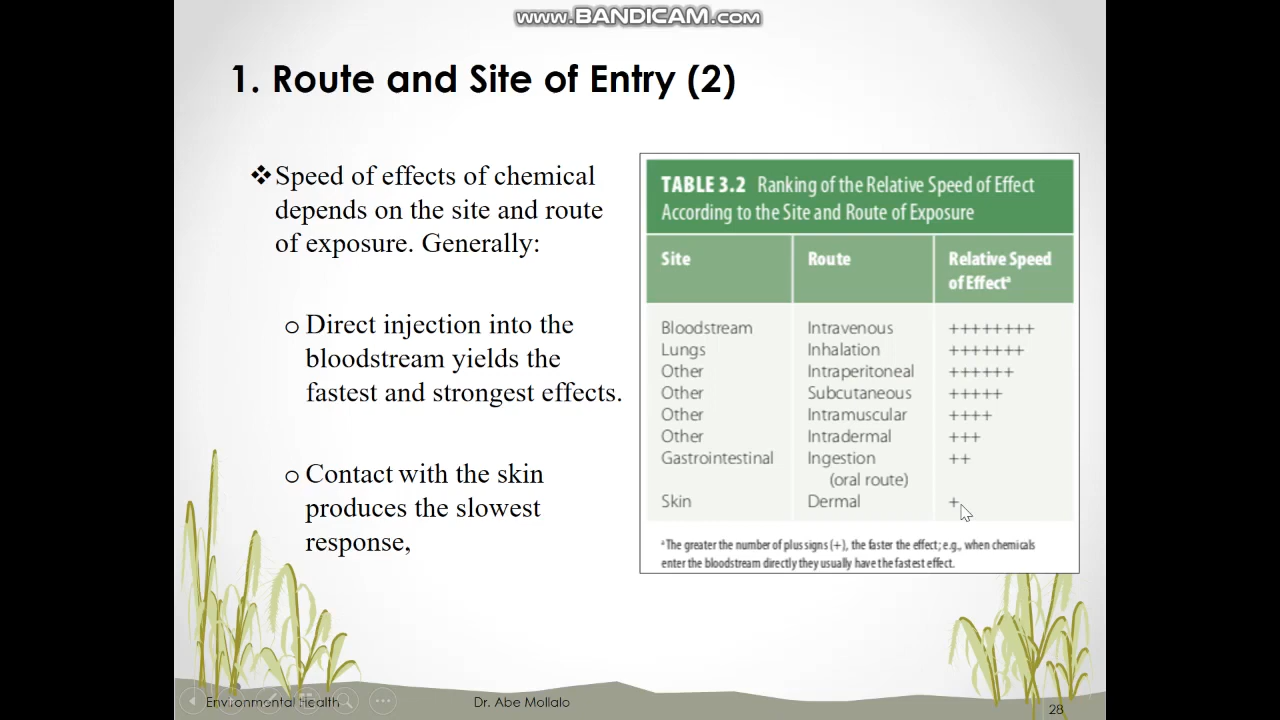 www.BANDICAM.com
1. Route and Site of Entry (2)
❖Speed of effects of chemical
depends on the site and route
of exposure. Generally:
o Direct injection into the
bloodstream yields the
fastest and strongest effects.
o Contact with the skin
produces the slowest
response,
TABLE 3.2 Ranking of the Relative Speed of Effect
According to the Site and Route of Exposure
Site Route Relative Speed
of Effectᵃ
Bloodstream Intravenous ++++++++
Lungs Inhalation +++++++
Other Intraperitoneal ++++++
Other Subcutaneous +++++
Other Intramuscular ++++
Other Intradermal +++
Gastrointestinal Ingestion ++
(oral route)
Skin Dermal +
ᵃThe greater the number of plus signs (+), the faster the effect; e.g., when chemicals
enter the bloodstream directly they usually have the fastest effect.
Environmental Health Dr. Abe Mollalo 28